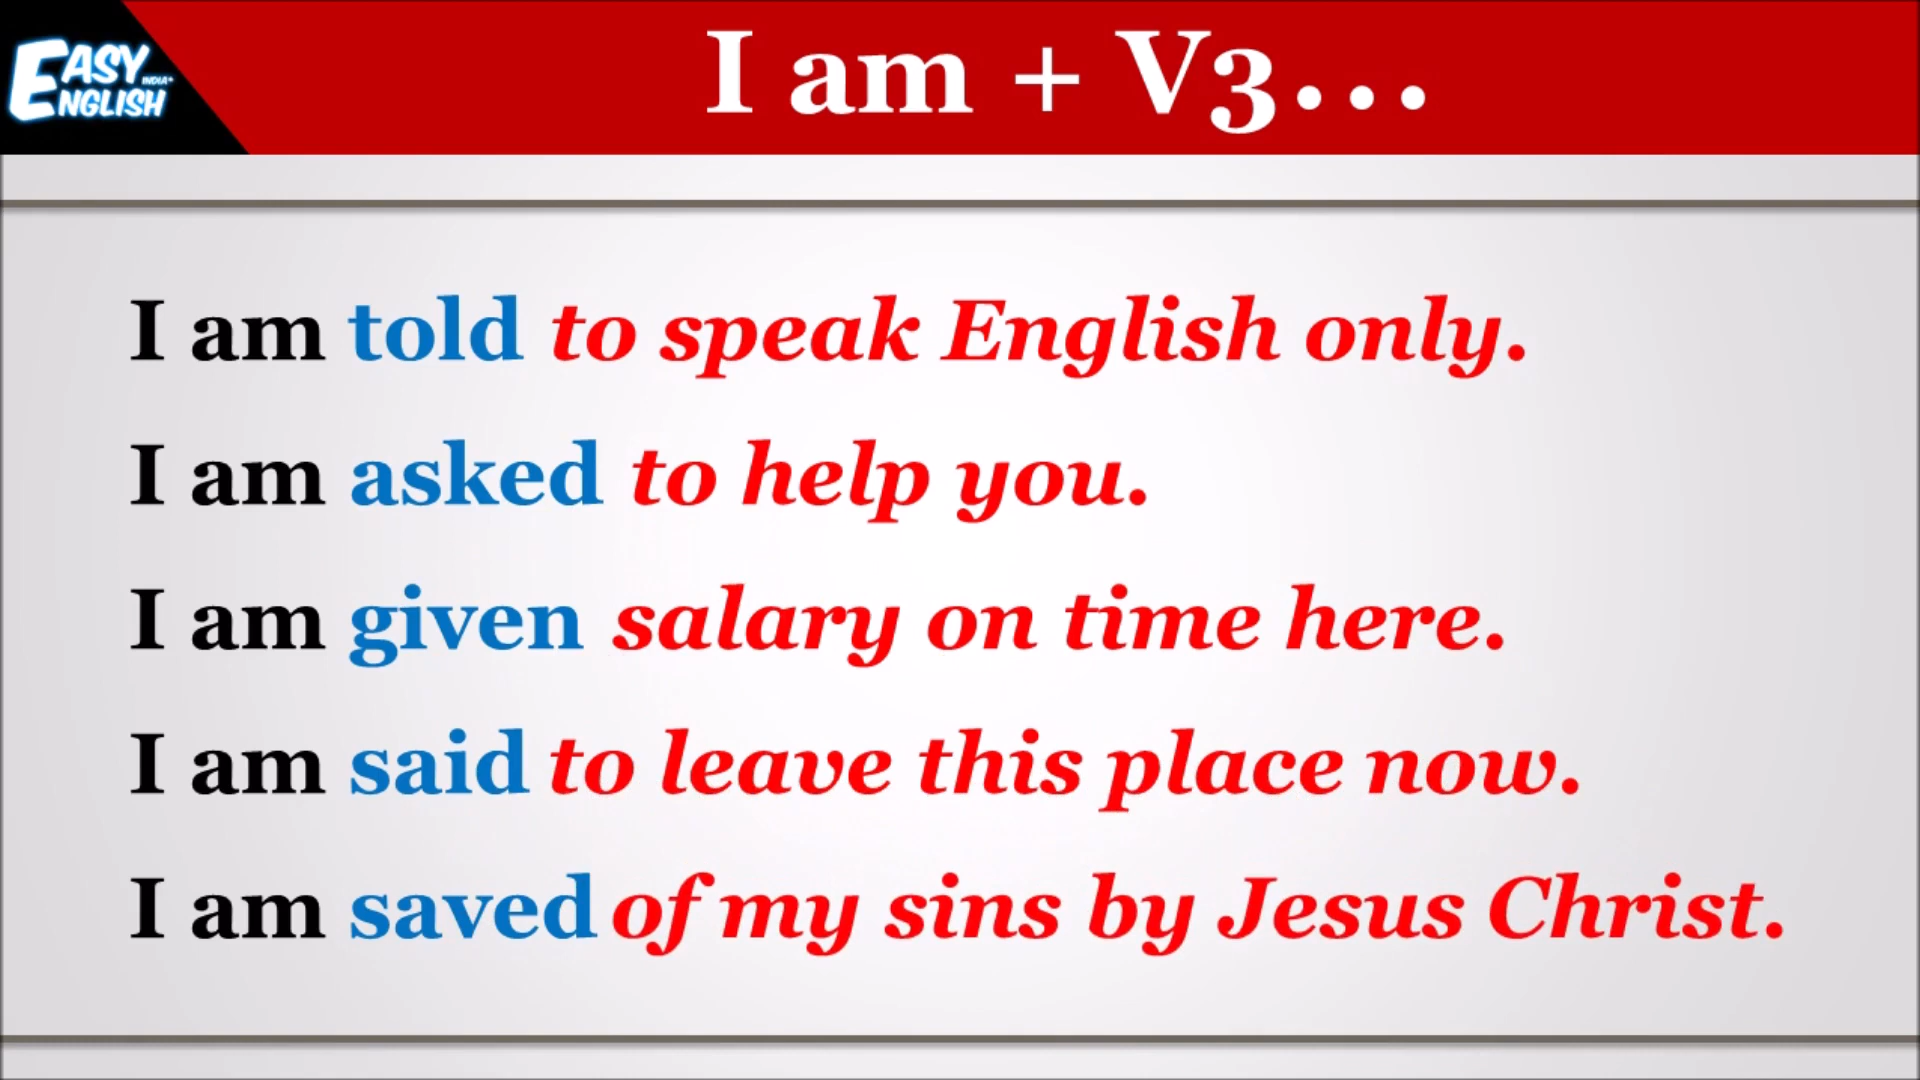 EASY
INDIA
ENGLISH
I am + V3...
I am told to speak English only.
I am asked to help you.
I am given salary on time here.
I am said to leave this place now.
I am saved of my sins by Jesus Christ.